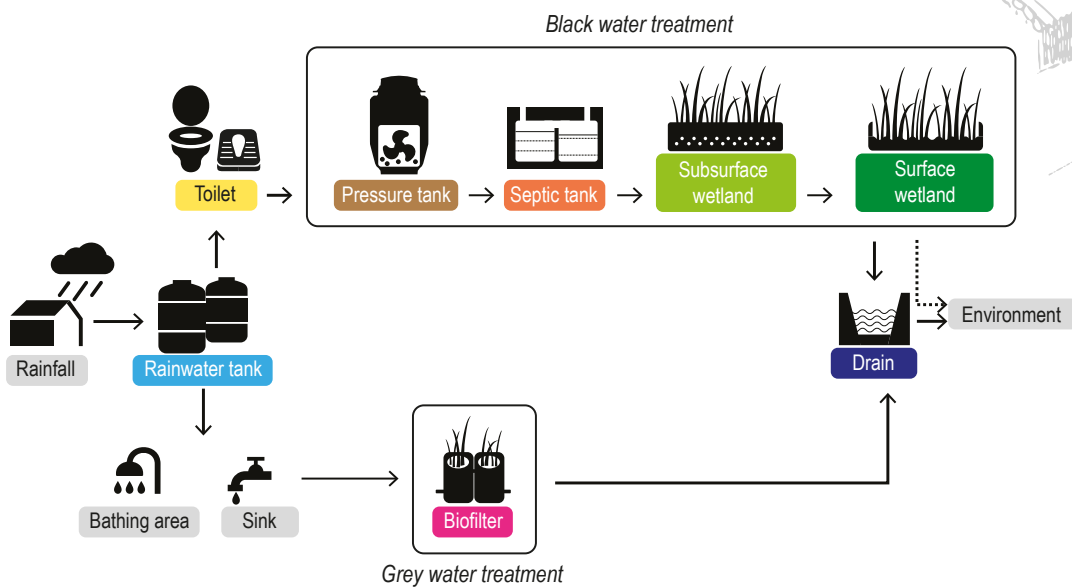 Black water treatment
Toilet
Pressure tank
Septic tank
Subsurface
wetland
Surface
wetland
Rainfall
Rainwater tank
Drain
Environment
Bathing area
Sink
Biofilter
Grey water treatment